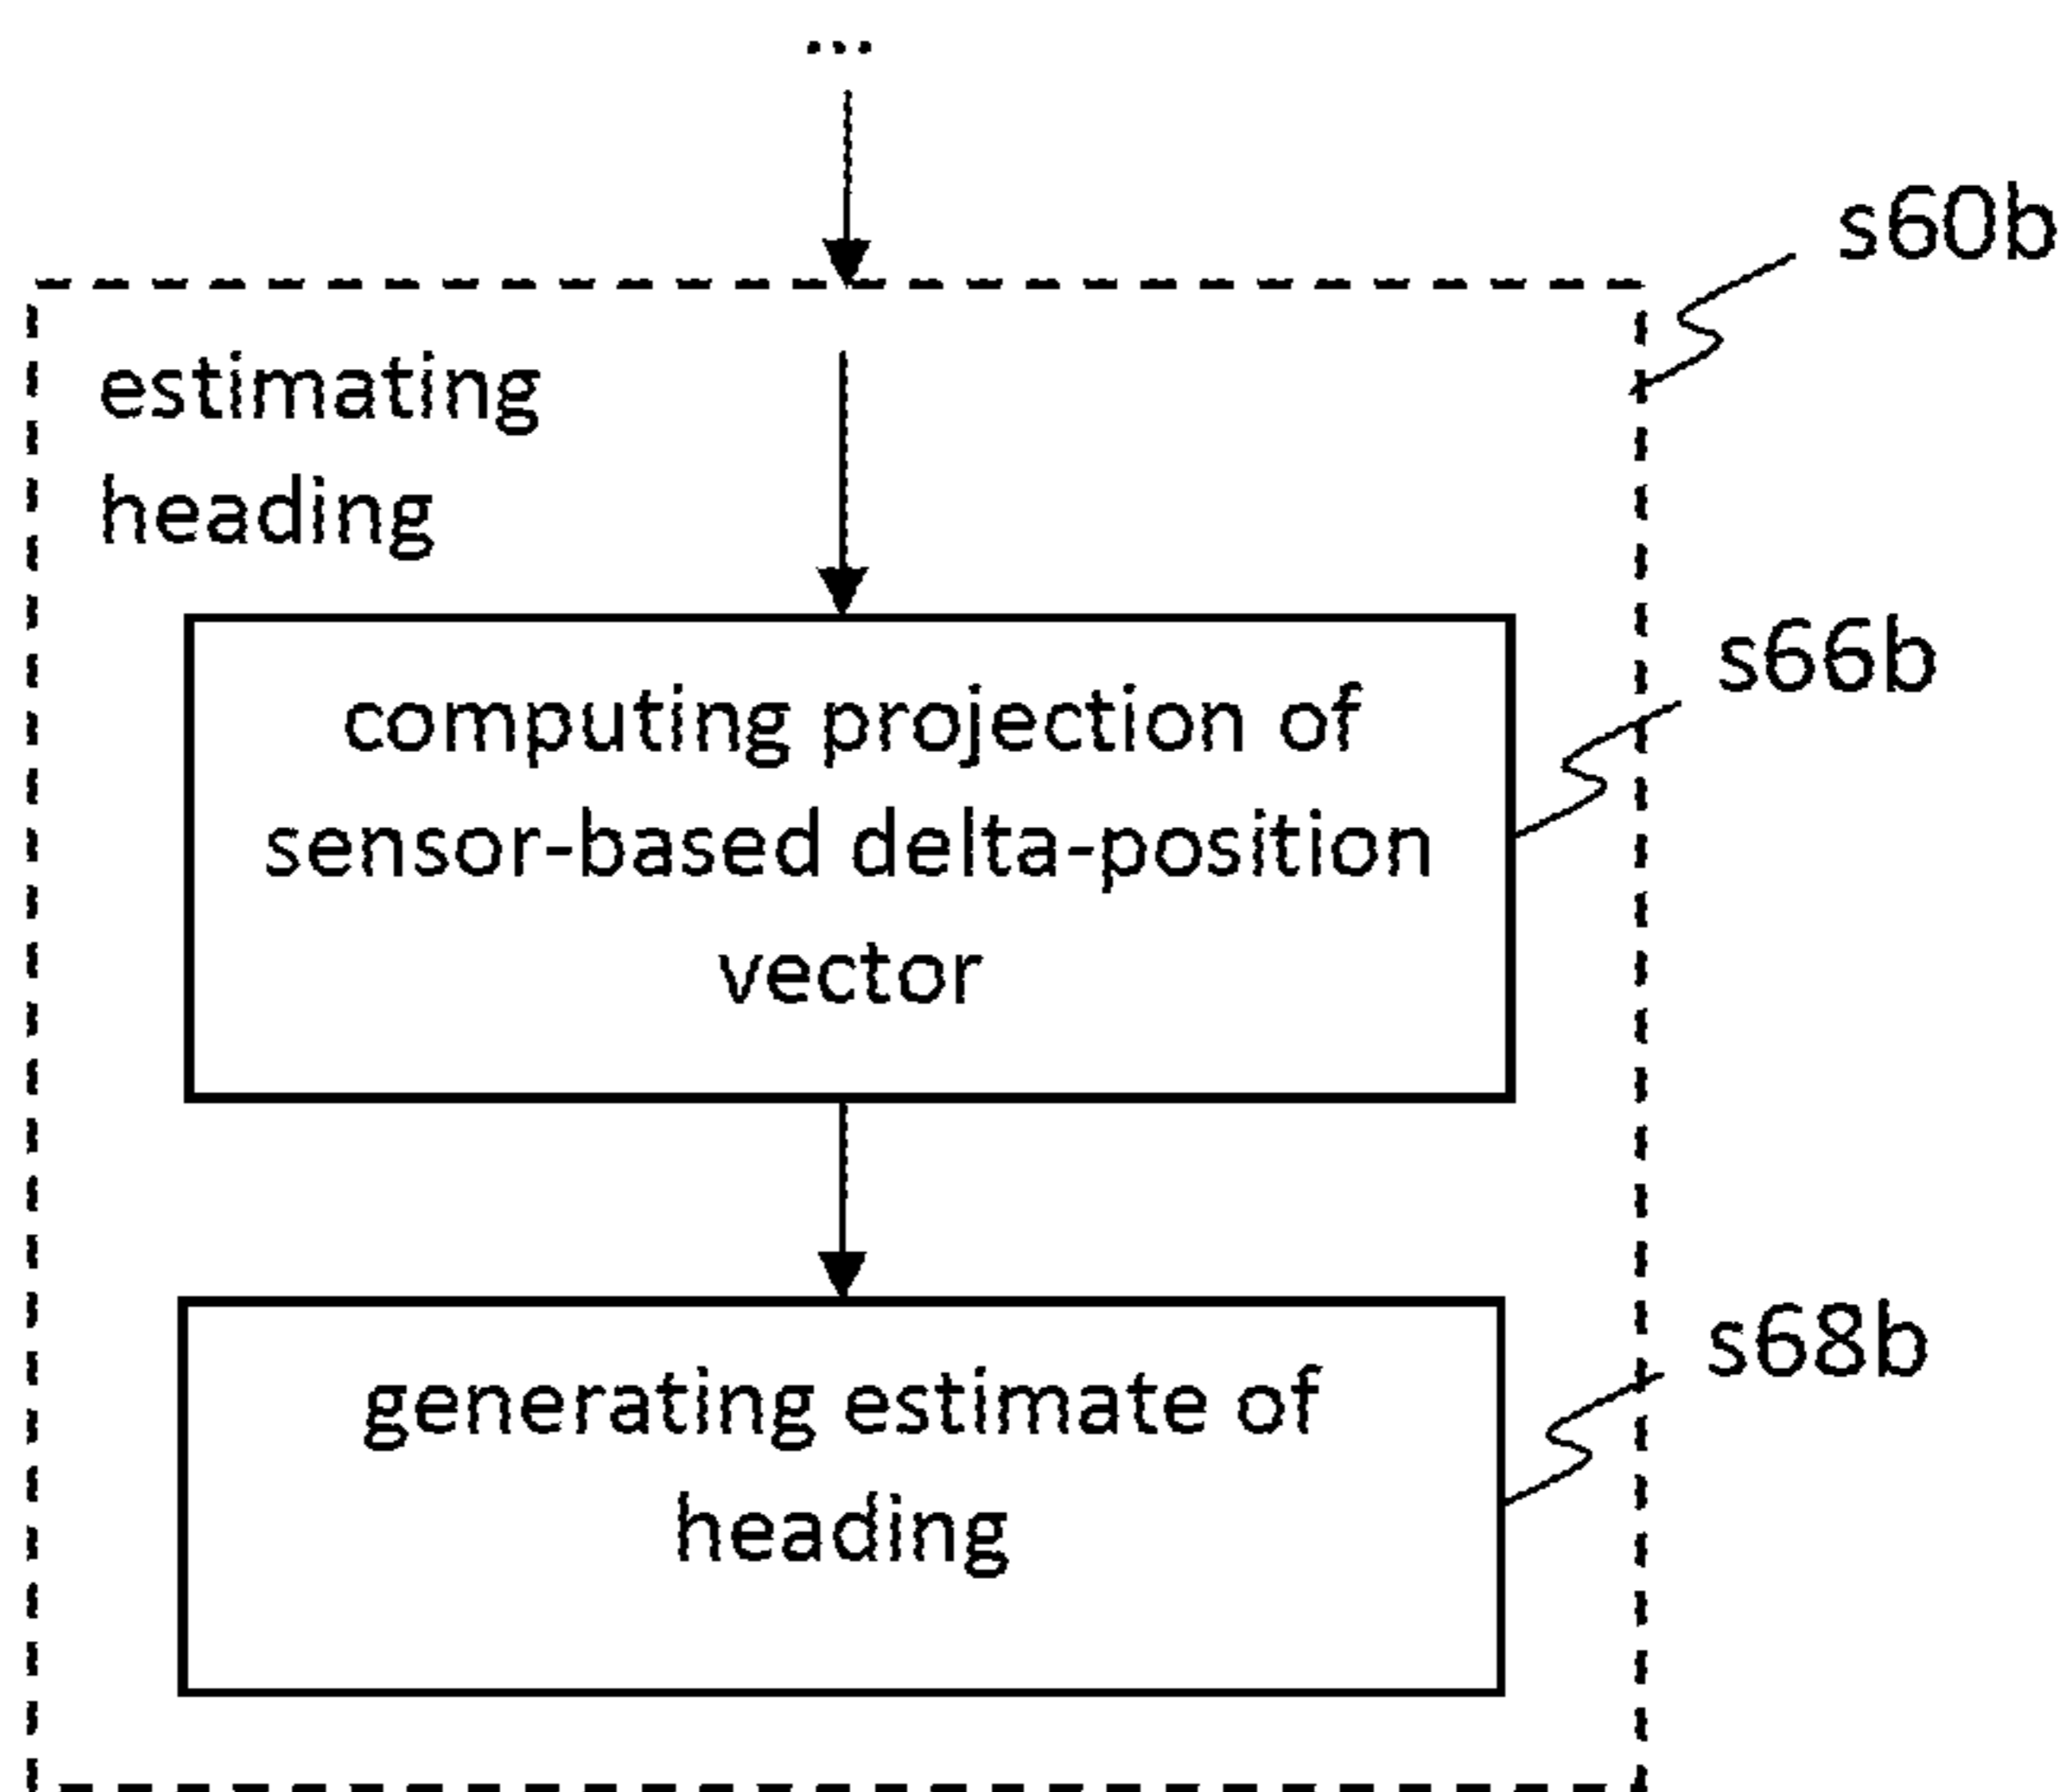 ...
s60b
estimating
heading
s66b
computing projection of
sensor-based delta-position
vector
s68b
generating estimate of
heading